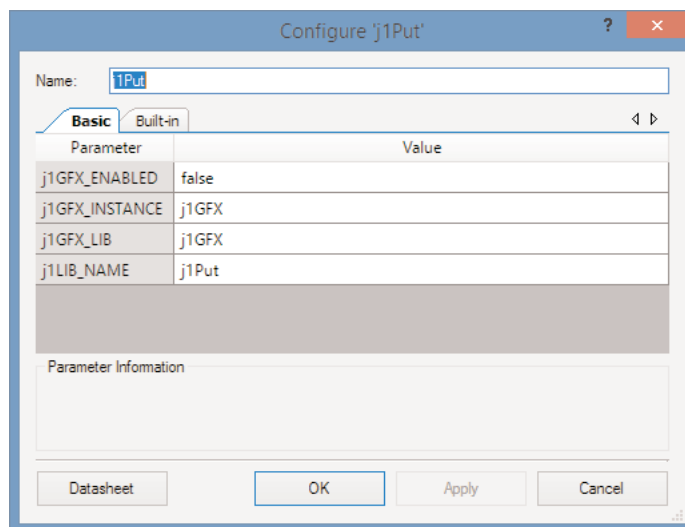 Configure 'j1Put'
?
Name: j1Put
Basic Built-in
Parameter Value
j1GFX_ENABLED false
j1GFX_INSTANCE j1GFX
j1GFX_LIB j1GFX
j1LIB_NAME j1Put
Parameter Information
Datasheet OK Apply Cancel